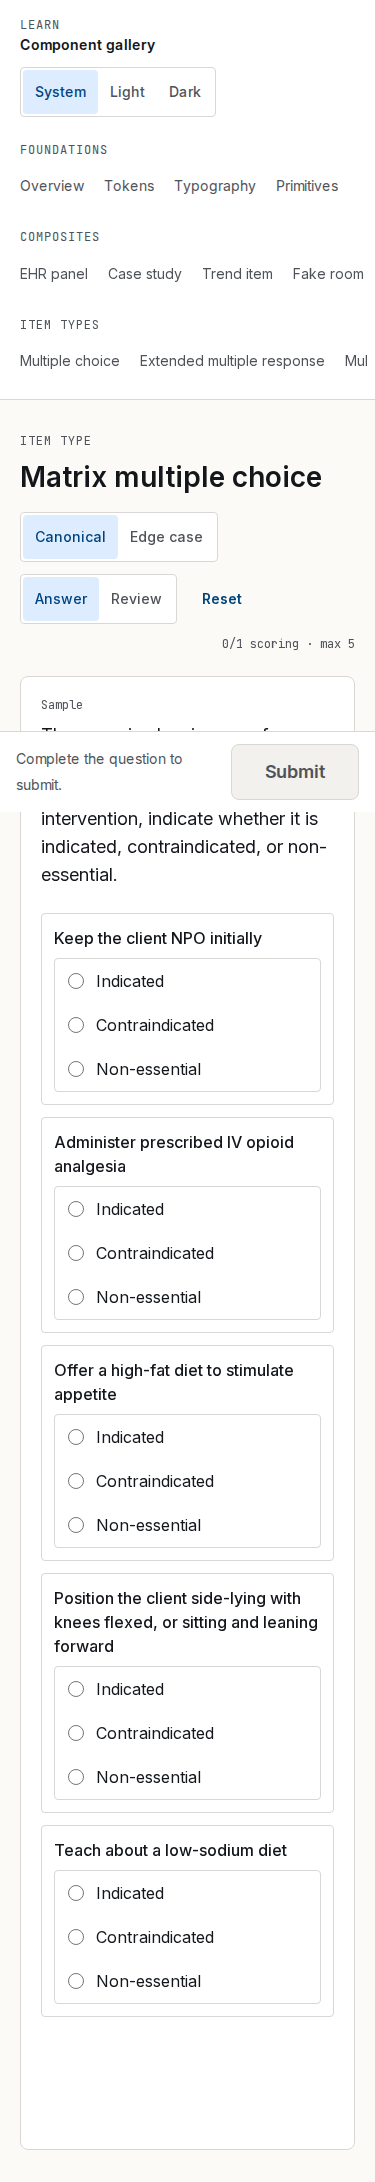 LEARN
Component gallery
System Light Dark
FOUNDATIONS
Overview Tokens Typography Primitives
COMPOSITES
EHR panel Case study Trend item Fake room
ITEM TYPES
Multiple choice Extended multiple response Mul
ITEM TYPE
Matrix multiple choice
Canonical Edge case
Answer Review Reset
0/1 scoring · max 5
Sample
Complete the question to
submit.
Submit
intervention, indicate whether it is
indicated, contraindicated, or non-
essential.
Keep the client NPO initially
Indicated
Contraindicated
Non-essential
Administer prescribed IV opioid
analgesia
Indicated
Contraindicated
Non-essential
Offer a high-fat diet to stimulate
appetite
Indicated
Contraindicated
Non-essential
Position the client side-lying with
knees flexed, or sitting and leaning
forward
Indicated
Contraindicated
Non-essential
Teach about a low-sodium diet
Indicated
Contraindicated
Non-essential